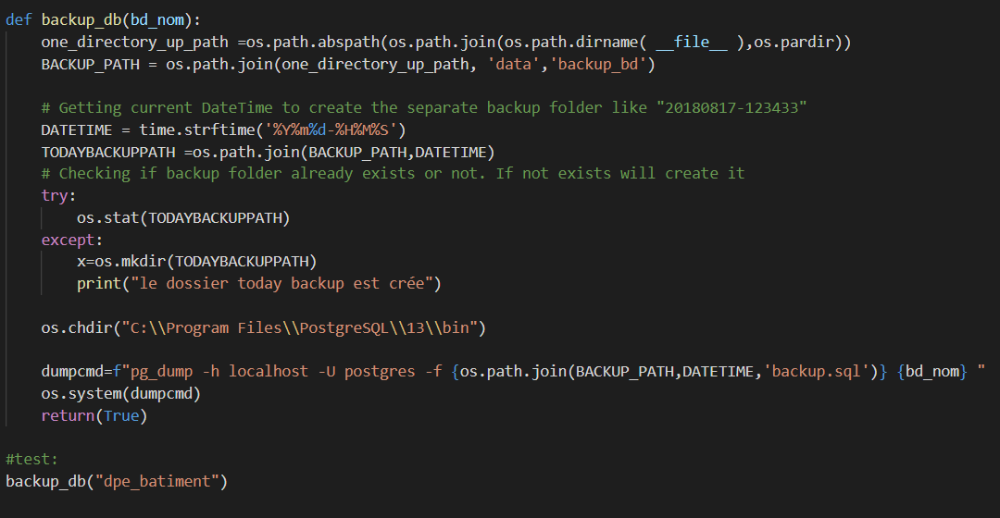 def backup_db(bd_nom):
    one_directory_up_path =os.path.abspath(os.path.join(os.path.dirname( __file__ ),os.pardir))
    BACKUP_PATH = os.path.join(one_directory_up_path, 'data','backup_bd')

    # Getting current DateTime to create the separate backup folder like "20180817-123433"
    DATETIME = time.strftime('%Y%m%d-%H%M%S')
    TODAYBACKUPPATH =os.path.join(BACKUP_PATH,DATETIME)
    # Checking if backup folder already exists or not. If not exists will create it
    try:
        os.stat(TODAYBACKUPPATH)
    except:
        x=os.mkdir(TODAYBACKUPPATH)
        print("le dossier today backup est crée")

    os.chdir("C:\\Program Files\\PostgreSQL\\13\\bin")

    dumpcmd=f"pg_dump -h localhost -U postgres -f {os.path.join(BACKUP_PATH,DATETIME,'backup.sql')} {bd_nom} "
    os.system(dumpcmd)
    return(True)

#test:
backup_db("dpe_batiment")